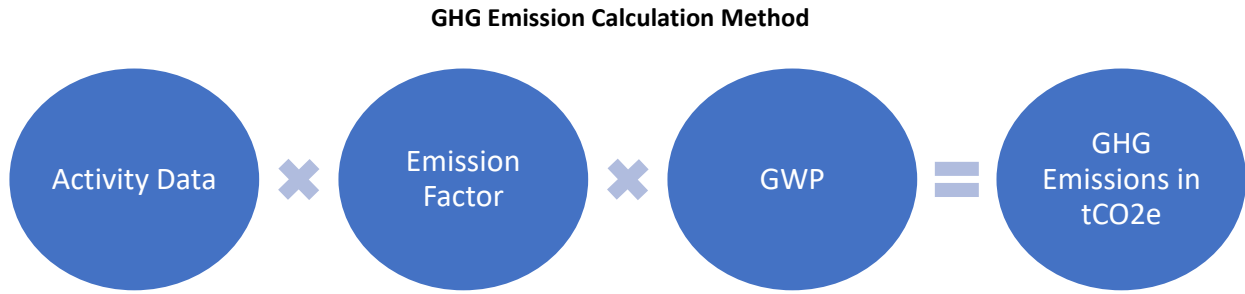 GHG Emission Calculation Method
Activity Data
Emission
Factor
GWP
GHG
Emissions in
tCO2e